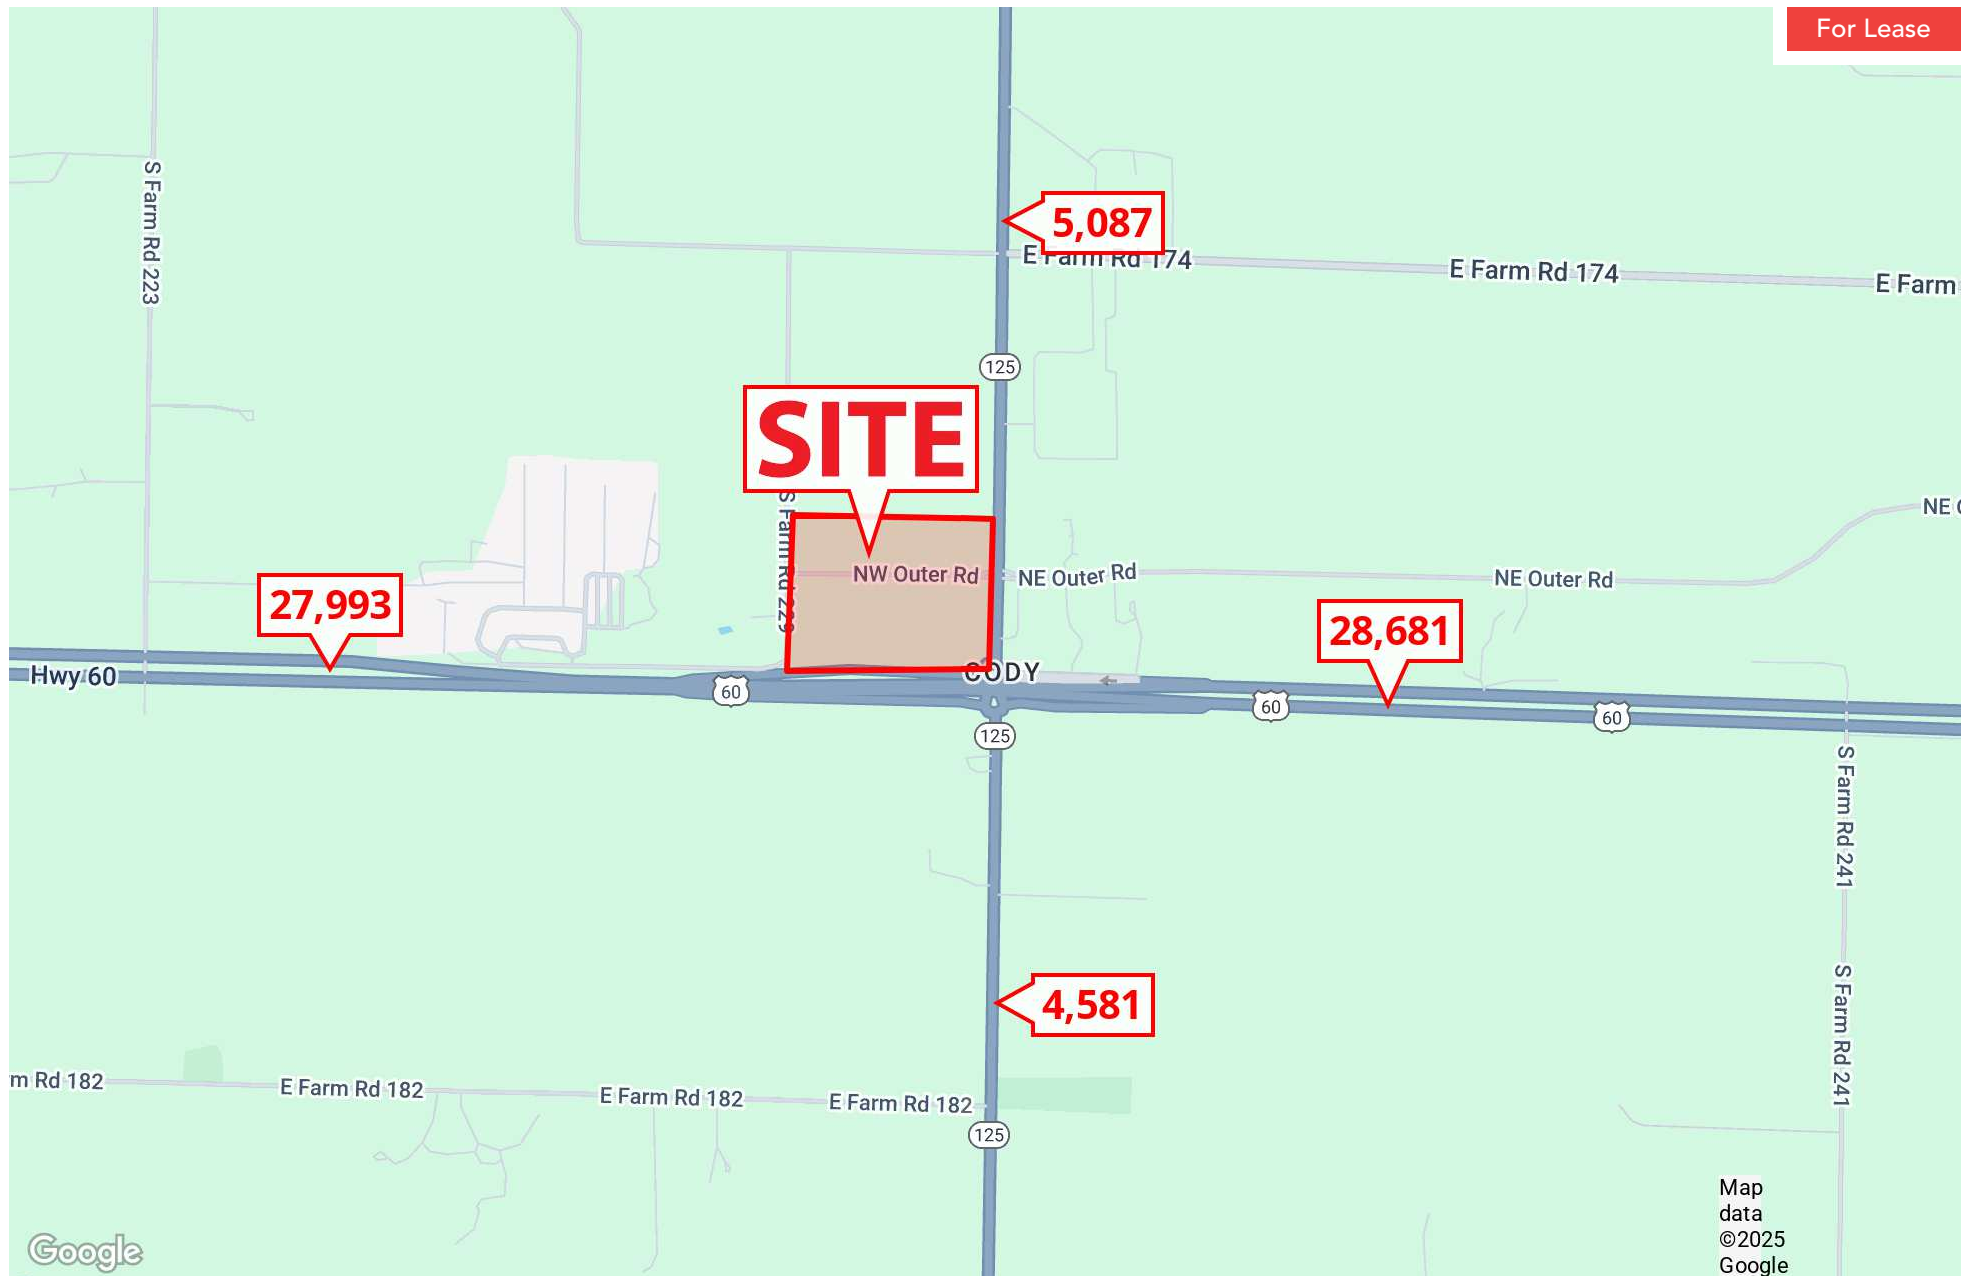 For Lease
S Farm Rd 223
5,087
E Farm Rd 174
E Farm Rd 174
E Farm
125
SITE
S Farm Rd 229
NE
NW Outer Rd
NE Outer Rd
NE Outer Rd
27,993
28,681
Hwy 60
CODY
60
60
60
125
S Farm Rd 241
4,581
S Farm Rd 241
m Rd 182
E Farm Rd 182
E Farm Rd 182
E Farm Rd 182
125
Map
data
©2025
Google
Google